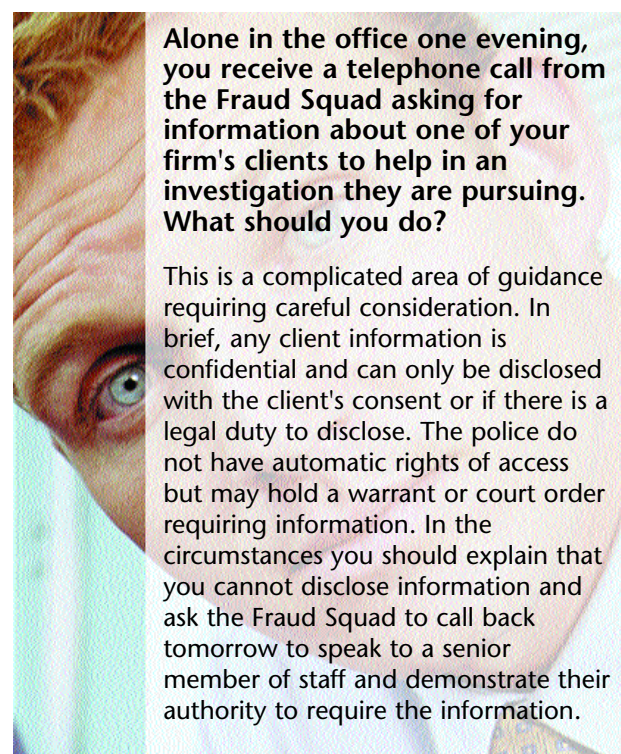 Alone in the office one evening,
you receive a telephone call from
the Fraud Squad asking for
information about one of your
firm's clients to help in an
investigation they are pursuing.
What should you do?
This is a complicated area of guidance
requiring careful consideration. In
brief, any client information is
confidential and can only be disclosed
with the client's consent or if there is a
legal duty to disclose. The police do
not have automatic rights of access
but may hold a warrant or court order
requiring information. In the
circumstances you should explain that
you cannot disclose information and
ask the Fraud Squad to call back
tomorrow to speak to a senior
member of staff and demonstrate their
authority to require the information.